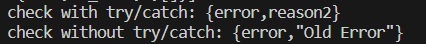 check with try/catch: {error,reason2}
check without try/catch: {error,"Old Error"}